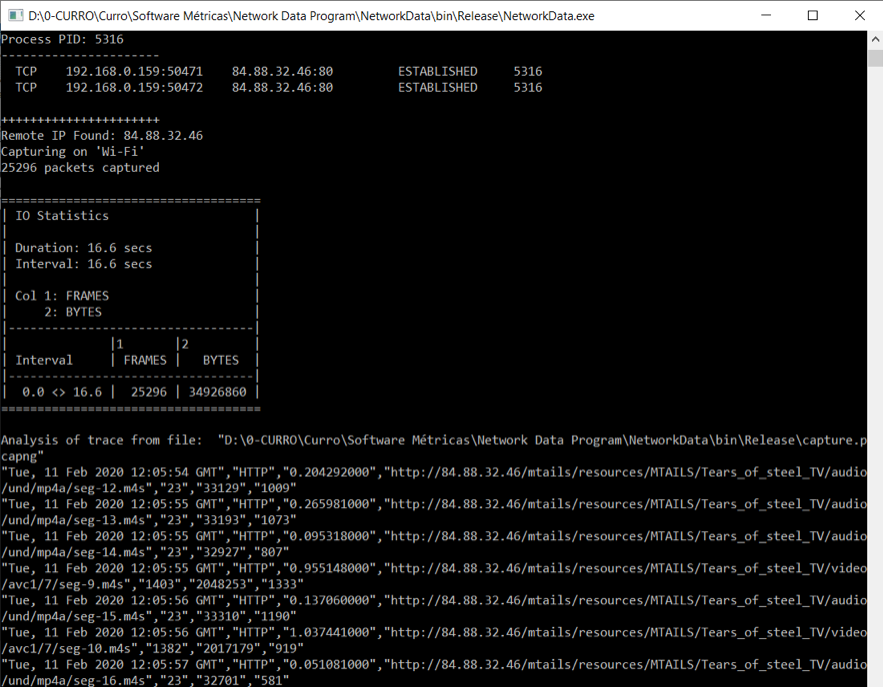 D:\0-CURRO\Curro\Software Métricas\Network Data Program\NetworkData\bin\Release\NetworkData.exe
Process PID: 5316
----------------------
  TCP    192.168.0.159:50471    84.88.32.46:80         ESTABLISHED     5316
  TCP    192.168.0.159:50472    84.88.32.46:80         ESTABLISHED     5316
++++++++++++++++++++++
Remote IP Found: 84.88.32.46
Capturing on 'Wi-Fi'
25296 packets captured
====================================
| IO Statistics                    |
|                                  |
| Duration: 16.6 secs              |
| Interval: 16.6 secs              |
|                                  |
| Col 1: FRAMES                    |
|     2: BYTES                     |
|----------------------------------|
|              |1       |2         |
| Interval     | FRAMES |   BYTES  |
|----------------------------------|
|  0.0 <> 16.6 |  25296 | 34926860 |
====================================
Analysis of trace from file:  "D:\0-CURRO\Curro\Software Métricas\Network Data Program\NetworkData\bin\Release\capture.p
capng"
"Tue, 11 Feb 2020 12:05:54 GMT","HTTP","0.204292000","http://84.88.32.46/mtails/resources/MTAILS/Tears_of_steel_TV/audio
/und/mp4a/seg-12.m4s","23","33129","1009"
"Tue, 11 Feb 2020 12:05:55 GMT","HTTP","0.265981000","http://84.88.32.46/mtails/resources/MTAILS/Tears_of_steel_TV/audio
/und/mp4a/seg-13.m4s","23","33193","1073"
"Tue, 11 Feb 2020 12:05:55 GMT","HTTP","0.095318000","http://84.88.32.46/mtails/resources/MTAILS/Tears_of_steel_TV/audio
/und/mp4a/seg-14.m4s","23","32927","807"
"Tue, 11 Feb 2020 12:05:55 GMT","HTTP","0.955148000","http://84.88.32.46/mtails/resources/MTAILS/Tears_of_steel_TV/video
/avc1/7/seg-9.m4s","1403","2048253","1333"
"Tue, 11 Feb 2020 12:05:56 GMT","HTTP","0.137060000","http://84.88.32.46/mtails/resources/MTAILS/Tears_of_steel_TV/audio
/und/mp4a/seg-15.m4s","23","33310","1190"
"Tue, 11 Feb 2020 12:05:56 GMT","HTTP","1.037441000","http://84.88.32.46/mtails/resources/MTAILS/Tears_of_steel_TV/video
/avc1/7/seg-10.m4s","1382","2017179","919"
"Tue, 11 Feb 2020 12:05:57 GMT","HTTP","0.051081000","http://84.88.32.46/mtails/resources/MTAILS/Tears_of_steel_TV/audio
/und/mp4a/seg-16.m4s","23","32701","581"